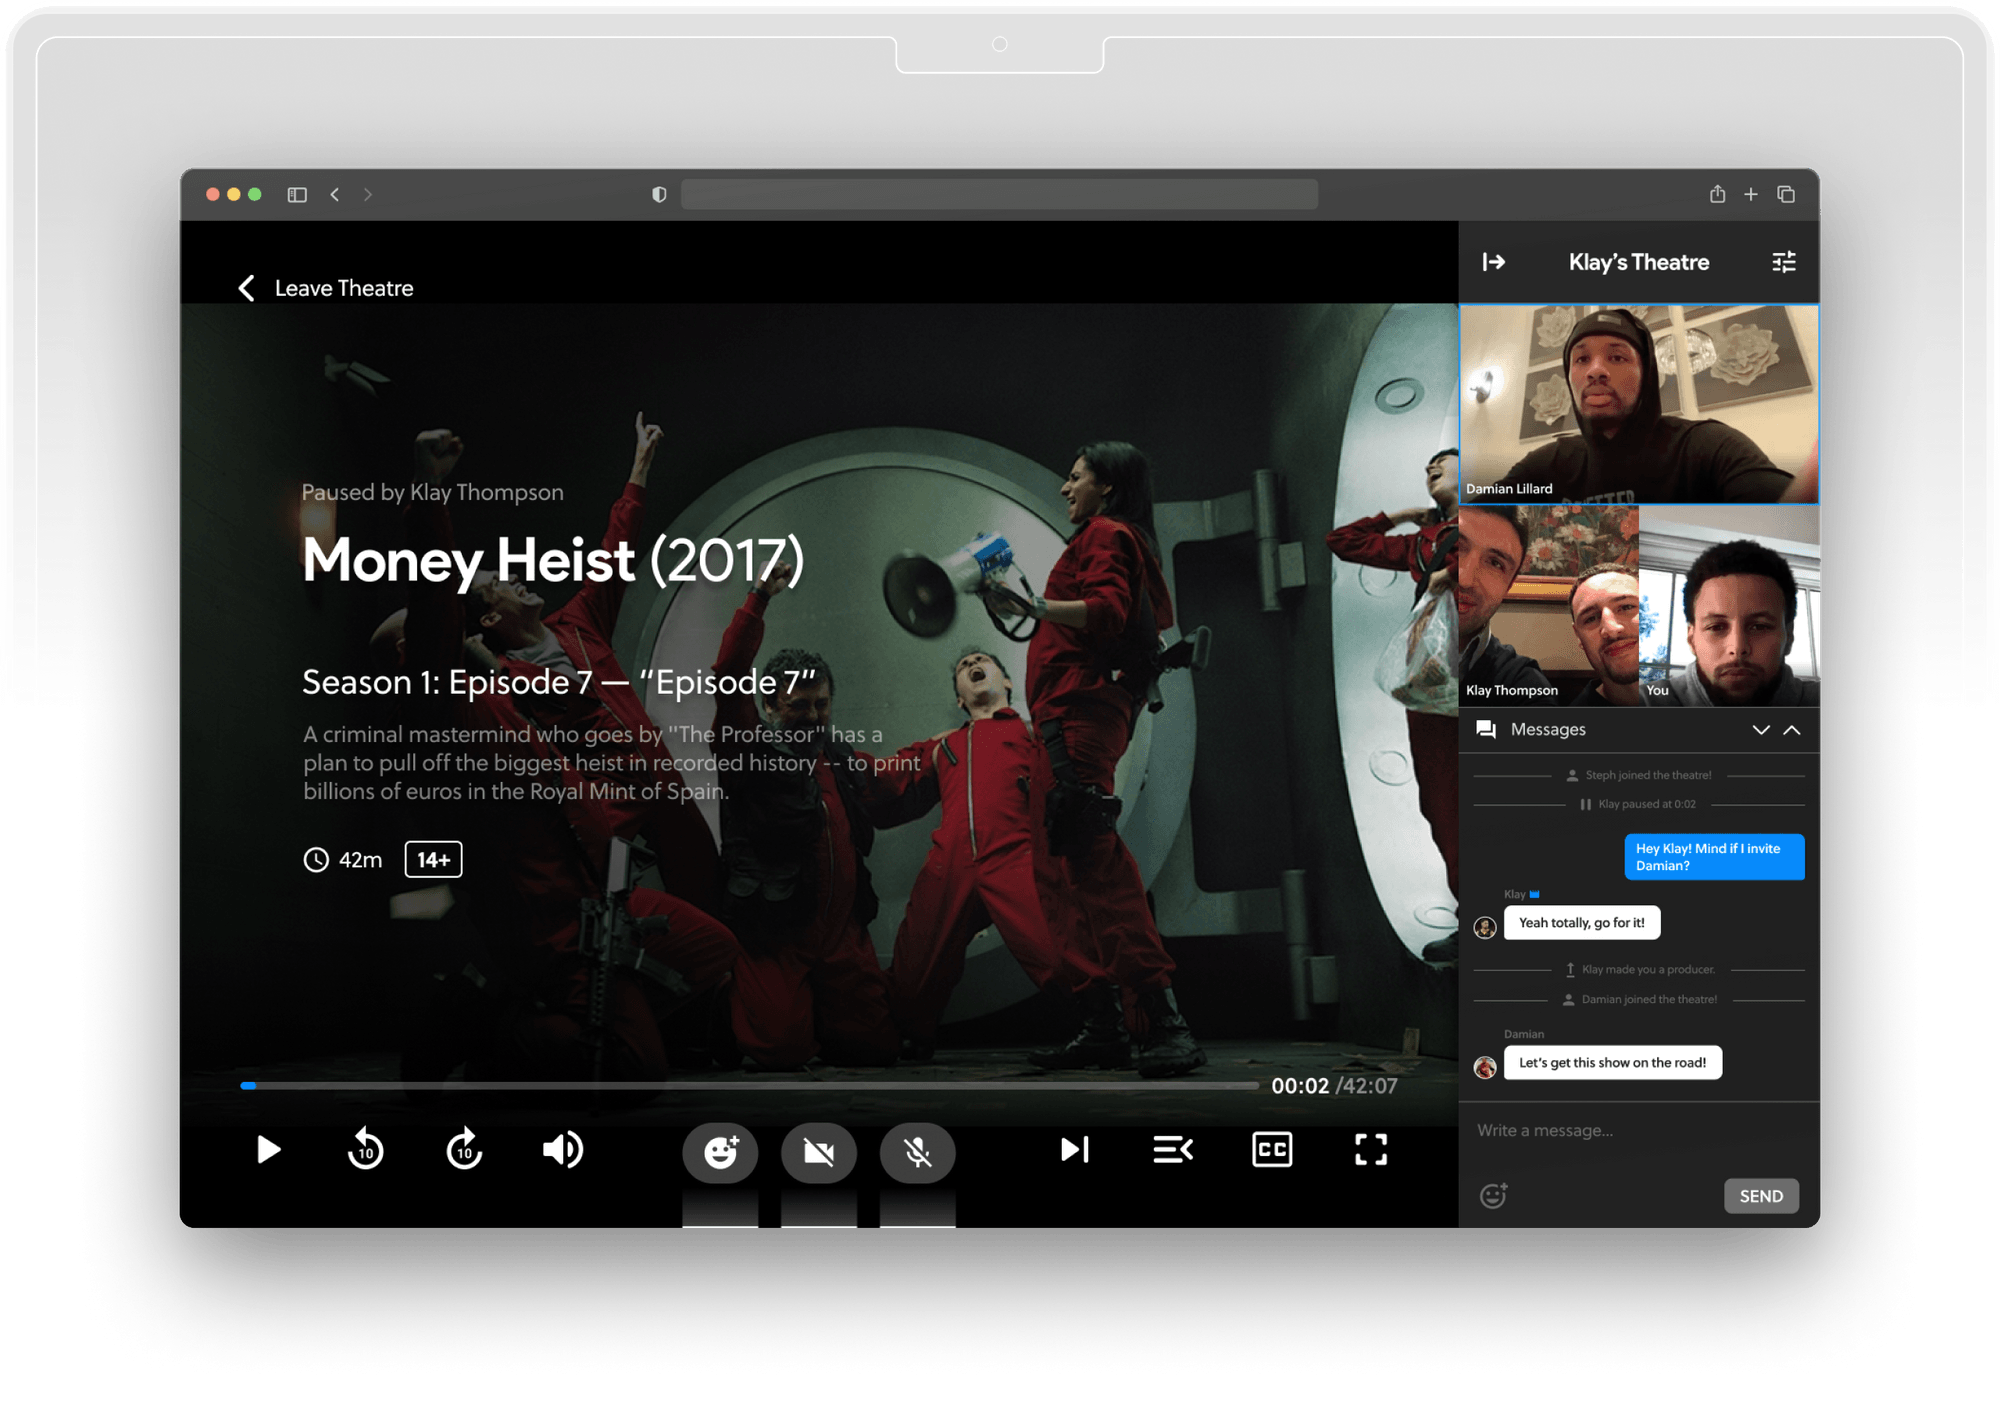 Leave Theatre
Paused by Klay Thompson
Money Heist (2017)
Season 1: Episode 7 — “Episode 7”
A criminal mastermind who goes by "The Professor" has a
plan to pull off the biggest heist in recorded history -- to print
billions of euros in the Royal Mint of Spain.
42m 14+
00:02 /42:07
10 10
CC
Klay’s Theatre
Damian Lillard
Klay Thompson
You
Messages
Steph joined the theatre!
Klay paused at 0:02
Hey Klay! Mind if I invite
Damian?
Klay
Yeah totally, go for it!
Klay made you a producer.
Damian joined the theatre!
Damian
Let’s get this show on the road!
Write a message...
SEND